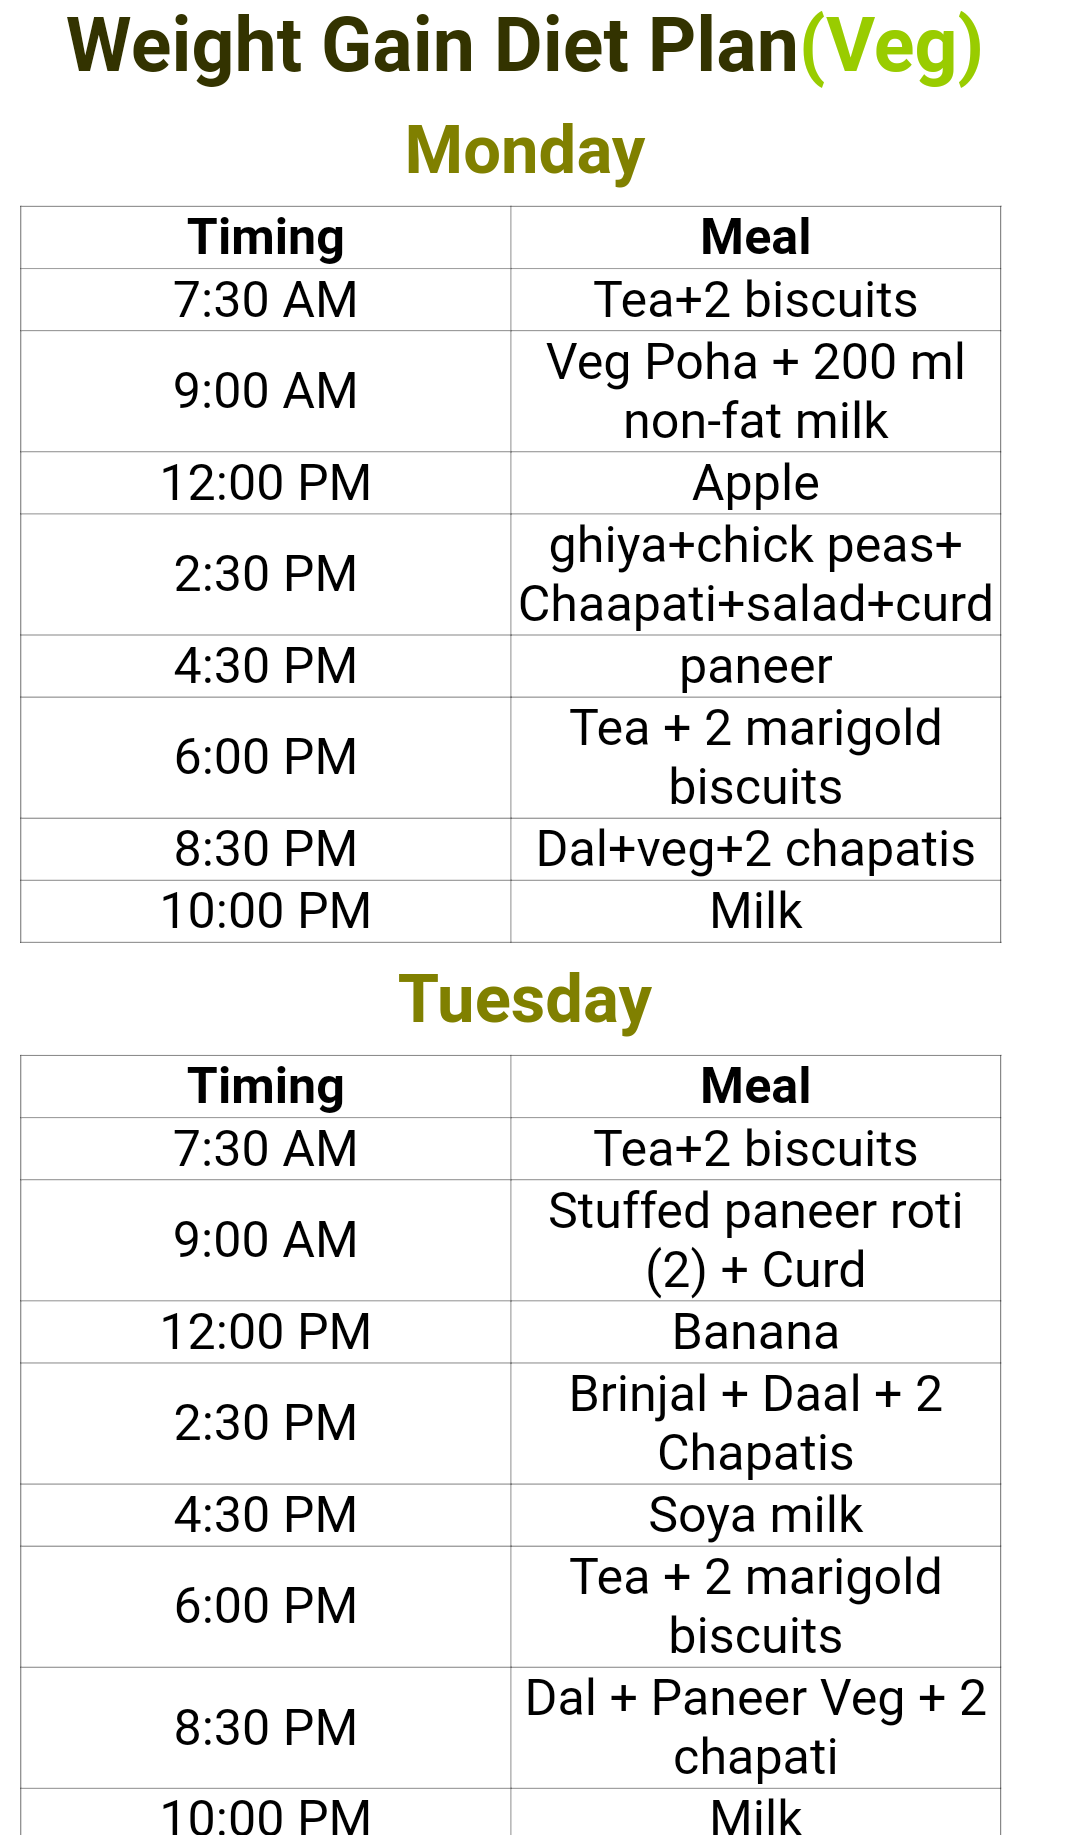 Weight Gain Diet Plan(Veg)
Monday
Timing Meal
7:30 AM Tea+2 biscuits
9:00 AM Veg Poha + 200 ml
non-fat milk
12:00 PM Apple
2:30 PM ghiya+chick peas+
Chaapati+salad+curd
4:30 PM paneer
6:00 PM Tea + 2 marigold
biscuits
8:30 PM Dal+veg+2 chapatis
10:00 PM Milk
Tuesday
Timing Meal
7:30 AM Tea+2 biscuits
9:00 AM Stuffed paneer roti
(2) + Curd
12:00 PM Banana
2:30 PM Brinjal + Daal + 2
Chapatis
4:30 PM Soya milk
6:00 PM Tea + 2 marigold
biscuits
8:30 PM Dal + Paneer Veg + 2
chapati
10:00 PM Milk